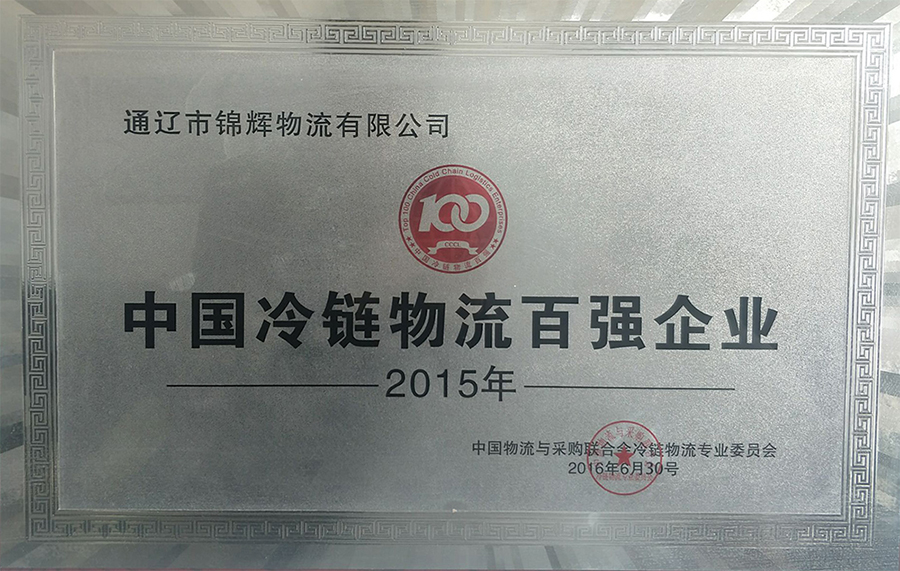 通辽市锦辉物流有限公司
Top 100 China Cold Chain Logistics Enterprises
100
CCCL
中国冷链物流百强企业
2015年
中国物流与采购联合会冷链物流专业委员会
2016年6月30号